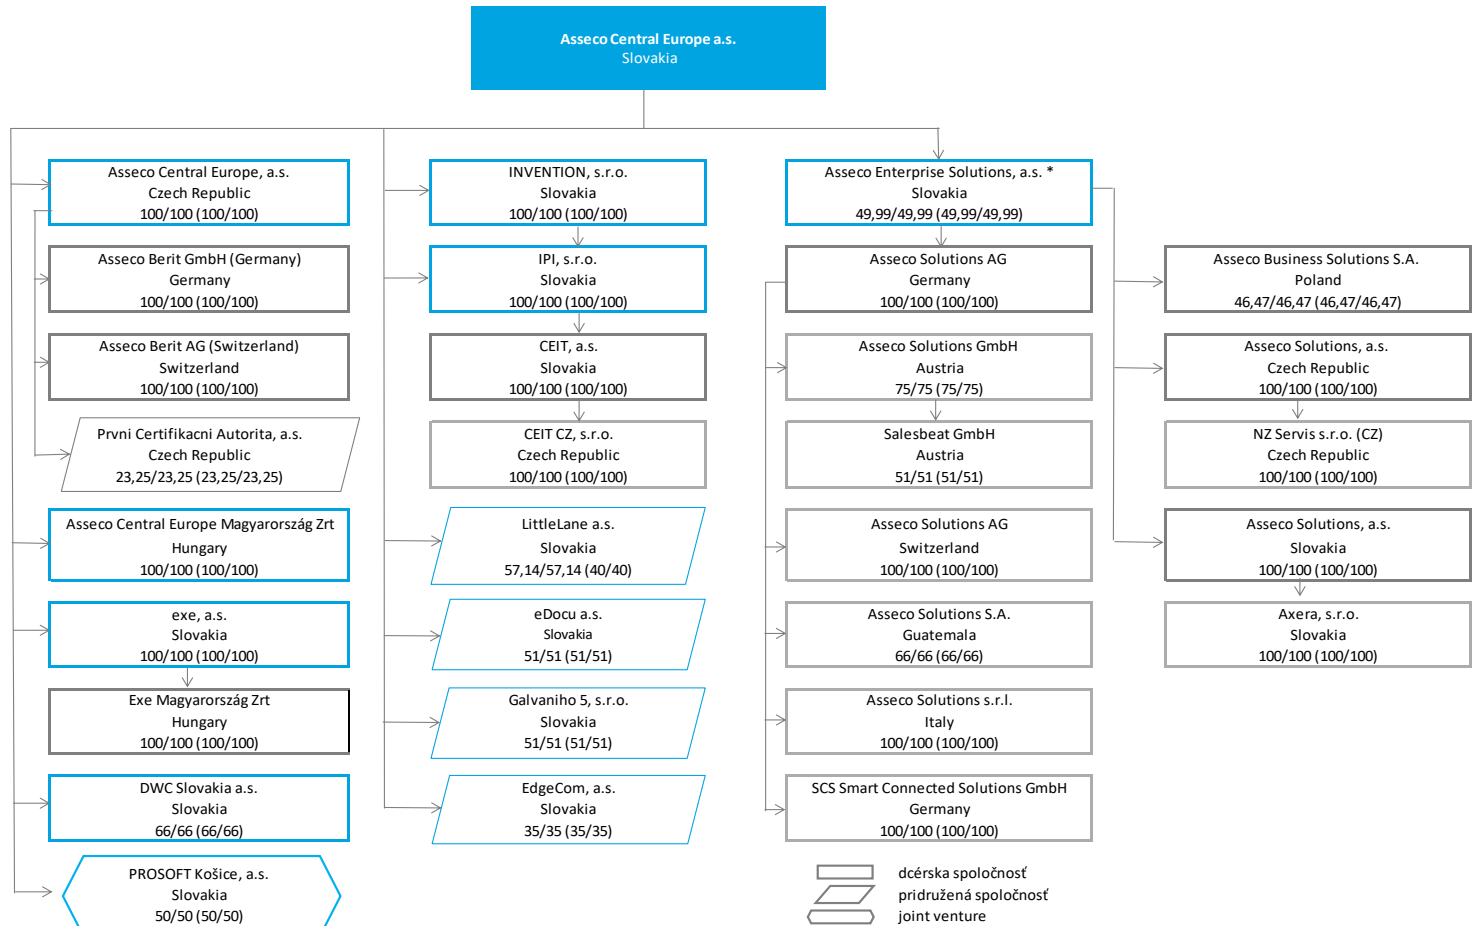 Asseco Central Europe a.s.
Slovakia
Asseco Central Europe, a.s.
Czech Republic
100/100 (100/100)
Asseco Berit GmbH (Germany)
Germany
100/100 (100/100)
Asseco Berit AG (Switzerland)
Switzerland
100/100 (100/100)
Prvni Certifikacni Autorita, a.s.
Czech Republic
23,25/23,25 (23,25/23,25)
Asseco Central Europe Magyarország Zrt
Hungary
100/100 (100/100)
exe, a.s.
Slovakia
100/100 (100/100)
Exe Magyarország Zrt
Hungary
100/100 (100/100)
DWC Slovakia a.s.
Slovakia
66/66 (66/66)
PROSOFT Košice, a.s.
Slovakia
50/50 (50/50)
INVENTION, s.r.o.
Slovakia
100/100 (100/100)
IPI, s.r.o.
Slovakia
100/100 (100/100)
CEIT, a.s.
Slovakia
100/100 (100/100)
CEIT CZ, s.r.o.
Czech Republic
100/100 (100/100)
LittleLane a.s.
Slovakia
57,14/57,14 (40/40)
eDocu a.s.
Slovakia
51/51 (51/51)
Galvaniho 5, s.r.o.
Slovakia
51/51 (51/51)
EdgeCom, a.s.
Slovakia
35/35 (35/35)
Asseco Enterprise Solutions, a.s. *
Slovakia
49,99/49,99 (49,99/49,99)
Asseco Solutions AG
Germany
100/100 (100/100)
Asseco Solutions GmbH
Austria
75/75 (75/75)
Salesbeat GmbH
Austria
51/51 (51/51)
Asseco Solutions AG
Switzerland
100/100 (100/100)
Asseco Solutions S.A.
Guatemala
66/66 (66/66)
Asseco Solutions s.r.l.
Italy
100/100 (100/100)
SCS Smart Connected Solutions GmbH
Germany
100/100 (100/100)
Asseco Business Solutions S.A.
Poland
46,47/46,47 (46,47/46,47)
Asseco Solutions, a.s.
Czech Republic
100/100 (100/100)
NZ Servis s.r.o. (CZ)
Czech Republic
100/100 (100/100)
Asseco Solutions, a.s.
Slovakia
100/100 (100/100)
Axera, s.r.o.
Slovakia
100/100 (100/100)
dcérska spoločnosť
pridružená spoločnosť
joint venture